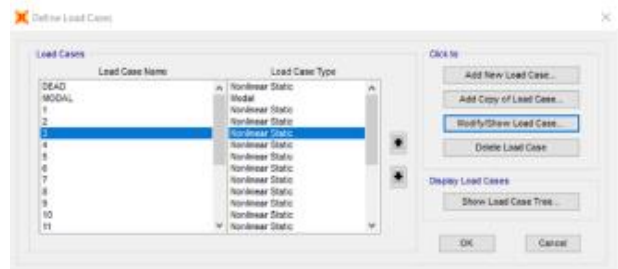 Define Load Cases
Load Cases
Load Case Name
Load Case Type
DEAD Nonlinear Static
MODAL Modal
1 Nonlinear Static
2 Nonlinear Static
3 Nonlinear Static
4 Nonlinear Static
5 Nonlinear Static
6 Nonlinear Static
7 Nonlinear Static
8 Nonlinear Static
9 Nonlinear Static
10 Nonlinear Static
11 Nonlinear Static
Click to
Add New Load Case...
Add Copy of Load Case...
Modify/Show Load Case...
Delete Load Case
Display Load Cases
Show Load Case Tree...
OK
Cancel